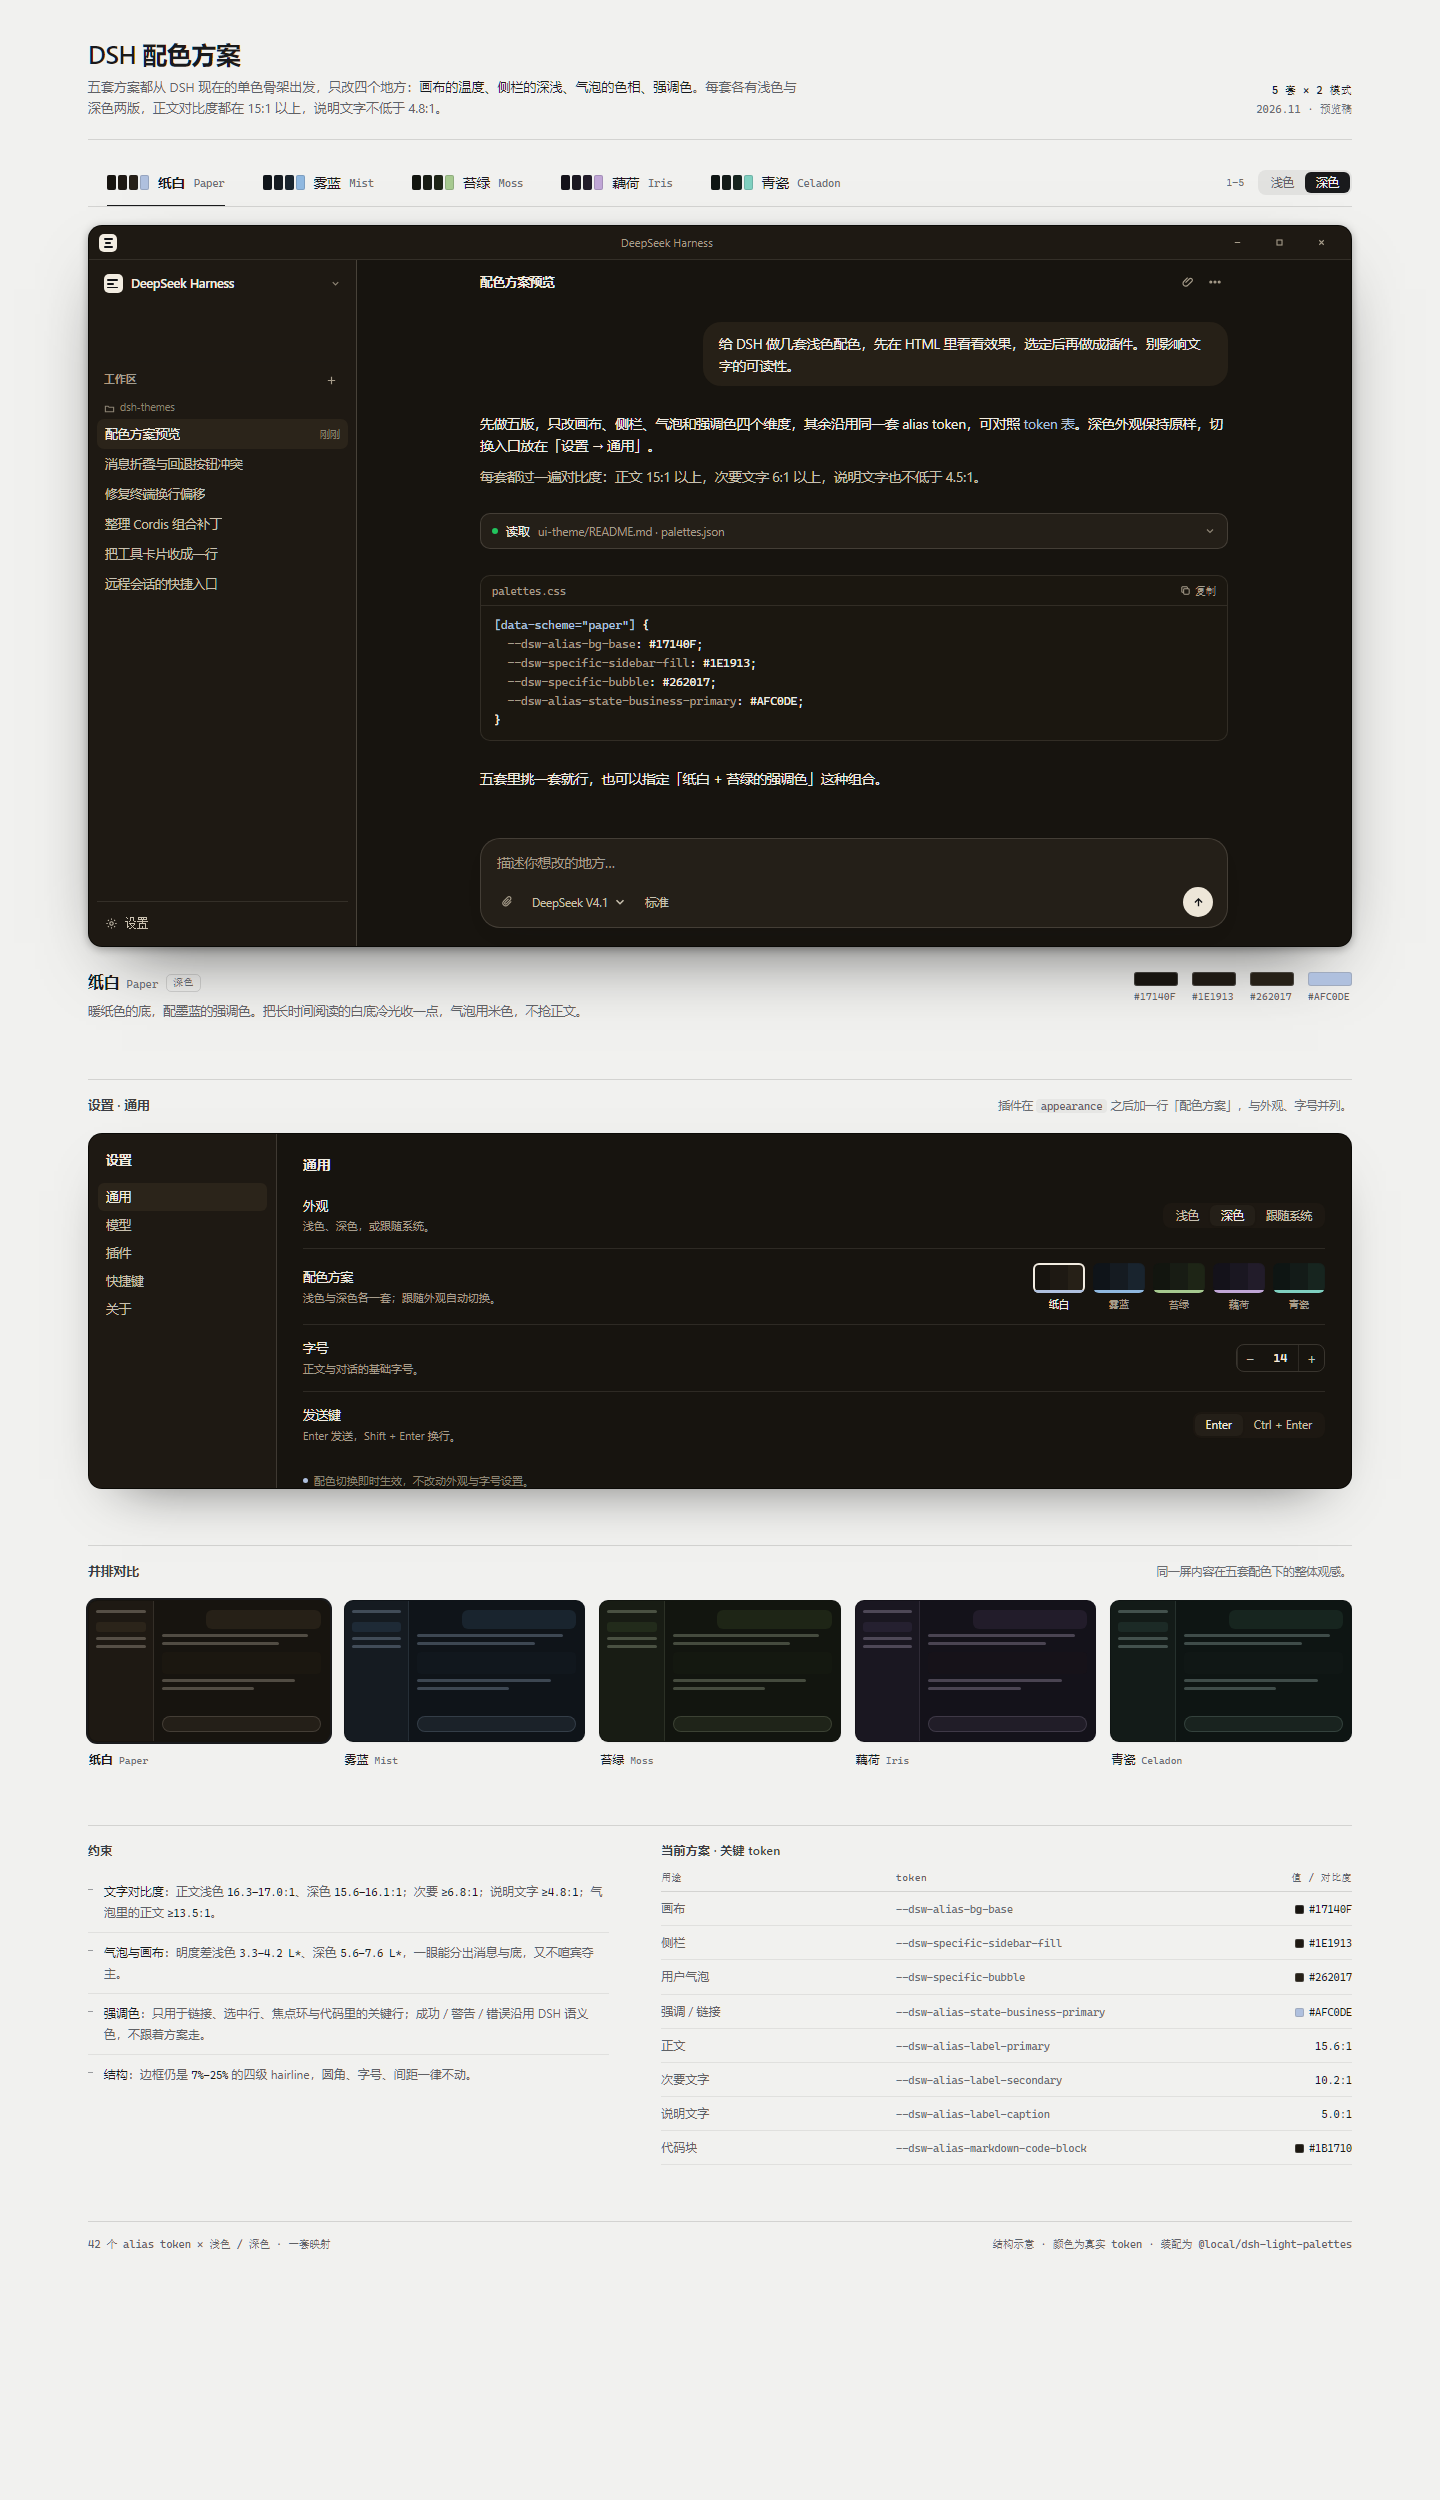 DSH 配色方案
五套方案都从 DSH 现在的单色骨架出发，只改四个地方：画布的温度、侧栏的深浅、气泡的色相、强调色。每套各有浅色与
深色两版，正文对比度都在 15:1 以上，说明文字不低于 4.8:1。
5 套 × 2 模式
2026.11 · 预览稿
纸白 Paper
雾蓝 Mist
苔绿 Moss
藕荷 Iris
青瓷 Celadon
1–5
浅色 深色
DeepSeek Harness
DeepSeek Harness
工作区
dsh-themes
配色方案预览 刚刚
消息折叠与回退按钮冲突
修复终端换行偏移
整理 Cordis 组合补丁
把工具卡片收成一行
远程会话的快捷入口
设置
配色方案预览
给 DSH 做几套浅色配色，先在 HTML 里看看效果，选定后再做成插件。别影响文
字的可读性。
先做五版，只改画布、侧栏、气泡和强调色四个维度，其余沿用同一套 alias token，可对照 token 表。深色外观保持原样，切
换入口放在「设置 → 通用」。
每套都过一遍对比度：正文 15:1 以上，次要文字 6:1 以上，说明文字也不低于 4.5:1。
读取 ui-theme/README.md · palettes.json
palettes.css 复制
[data-scheme="paper"] {
--dsw-alias-bg-base: #17140F;
--dsw-specific-sidebar-fill: #1E1913;
--dsw-specific-bubble: #262017;
--dsw-alias-state-business-primary: #AFC0DE;
}
五套里挑一套就行，也可以指定「纸白 + 苔绿的强调色」这种组合。
描述你想改的地方…
DeepSeek V4.1 标准
纸白 Paper 深色
暖纸色的底，配墨蓝的强调色。把长时间阅读的白底冷光收一点，气泡用米色，不抢正文。
#17140F #1E1913 #262017 #AFC0DE
设置 · 通用
插件在 appearance 之后加一行「配色方案」，与外观、字号并列。
设置
通用
模型
插件
快捷键
关于
通用
外观
浅色、深色，或跟随系统。
浅色 深色 跟随系统
配色方案
浅色与深色各一套；跟随外观自动切换。
纸白 雾蓝 苔绿 藕荷 青瓷
字号
正文与对话的基础字号。
− 14 +
发送键
Enter 发送，Shift + Enter 换行。
Enter Ctrl + Enter
配色切换即时生效，不改动外观与字号设置。
并排对比
同一屏内容在五套配色下的整体观感。
纸白 Paper
雾蓝 Mist
苔绿 Moss
藕荷 Iris
青瓷 Celadon
约束
– 文字对比度：正文浅色 16.3–17.0:1、深色 15.6–16.1:1；次要 ≥6.8:1；说明文字 ≥4.8:1；气
泡里的正文 ≥13.5:1。
– 气泡与画布：明度差浅色 3.3–4.2 L*、深色 5.6–7.6 L*，一眼能分出消息与底，又不喧宾夺
主。
– 强调色：只用于链接、选中行、焦点环与代码里的关键行；成功 / 警告 / 错误沿用 DSH 语义
色，不跟着方案走。
– 结构：边框仍是 7%–25% 的四级 hairline，圆角、字号、间距一律不动。
当前方案 · 关键 token
用途 token 值 / 对比度
画布 --dsw-alias-bg-base #17140F
侧栏 --dsw-specific-sidebar-fill #1E1913
用户气泡 --dsw-specific-bubble #262017
强调 / 链接 --dsw-alias-state-business-primary #AFC0DE
正文 --dsw-alias-label-primary 15.6:1
次要文字 --dsw-alias-label-secondary 10.2:1
说明文字 --dsw-alias-label-caption 5.0:1
代码块 --dsw-alias-markdown-code-block #1B1710
42 个 alias token × 浅色 / 深色 · 一套映射
结构示意 · 颜色为真实 token · 装配为 @local/dsh-light-palettes